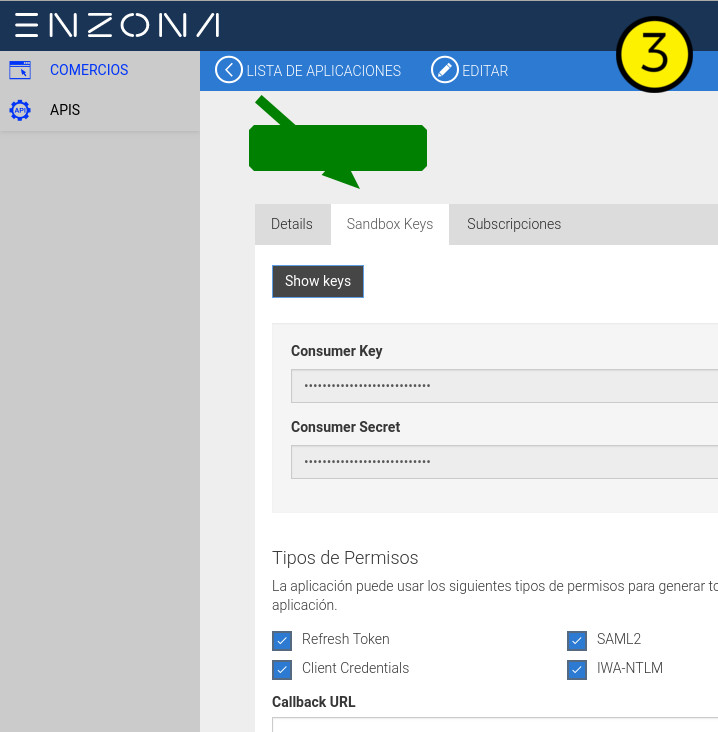 ENZONA
3
COMERCIOS
LISTA DE APLICACIONES
EDITAR
API
APIS
Details
Sandbox Keys
Subscripciones
Show keys
Consumer Key
••••••••••••••••••••••••••••
Consumer Secret
••••••••••••••••••••••••••••
Tipos de Permisos
La aplicación puede usar los siguientes tipos de permisos para generar
aplicación.
Refresh Token
SAML2
Client Credentials
IWA-NTLM
Callback URL